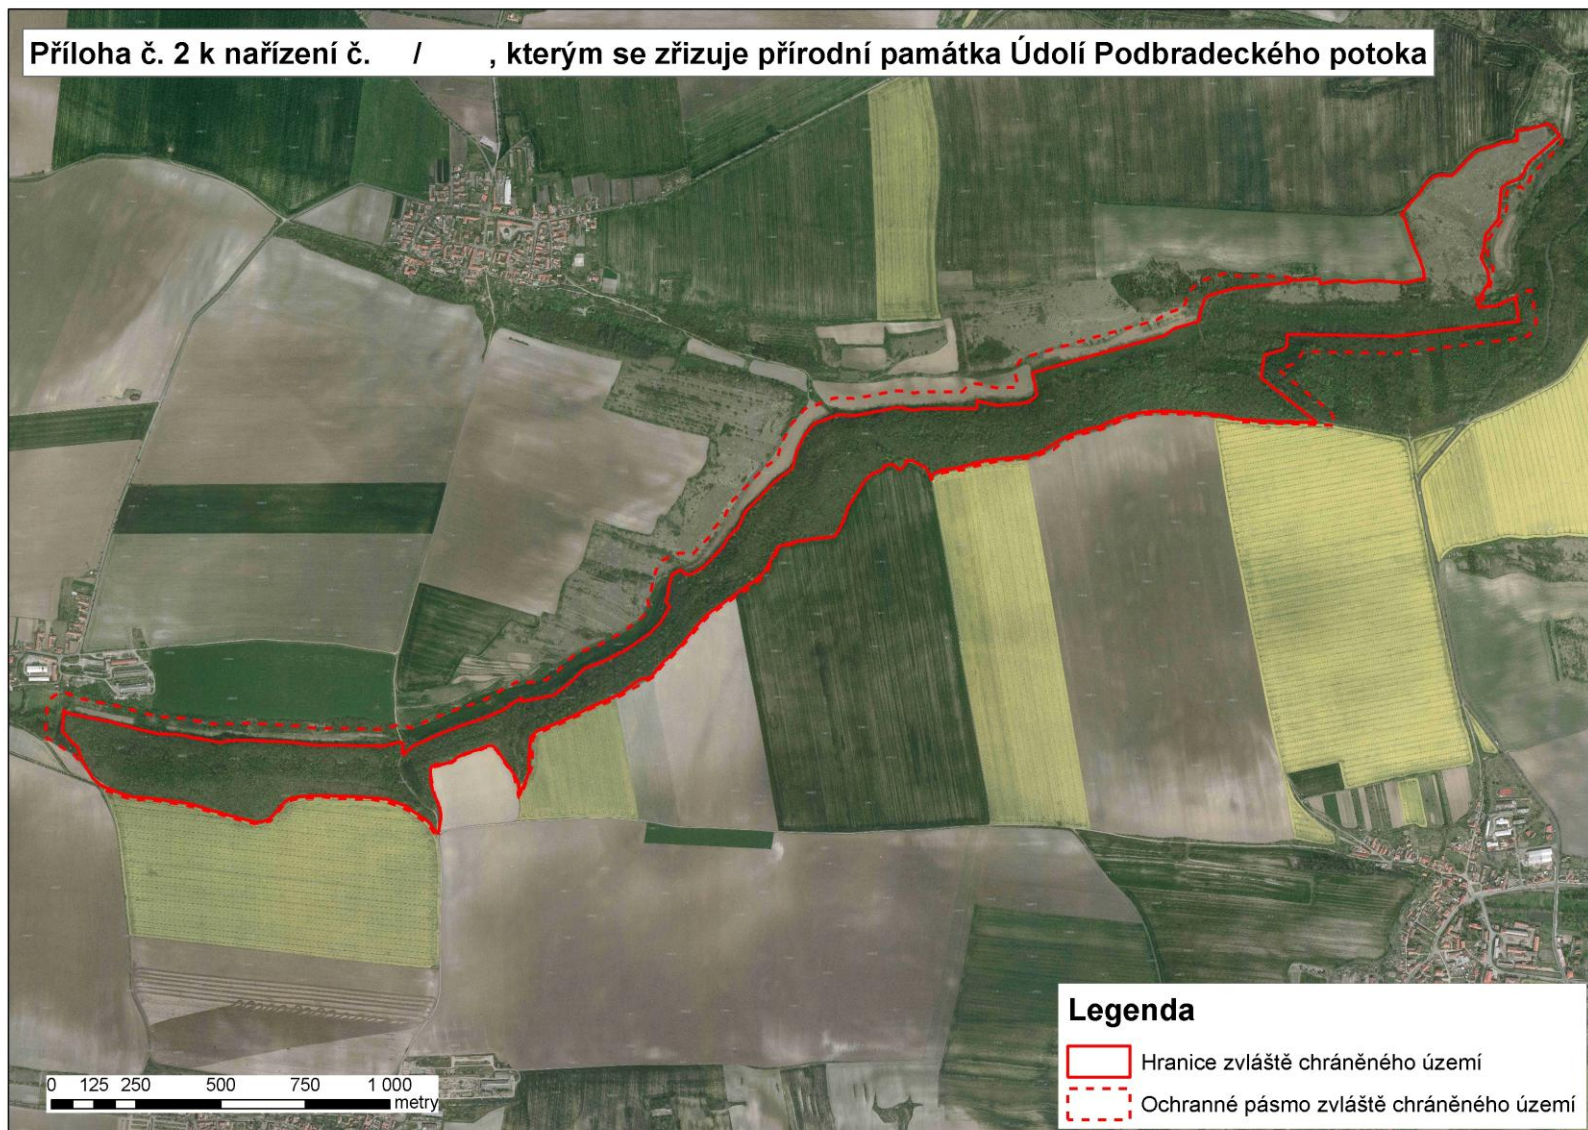 Příloha č. 2 k nařízení č. / , kterým se zřizuje přírodní památka Údolí Podbradeckého potoka
Legenda
Hranice zvláště chráněného území
Ochranné pásmo zvláště chráněného území
0 125 250 500 750 1 000
metry